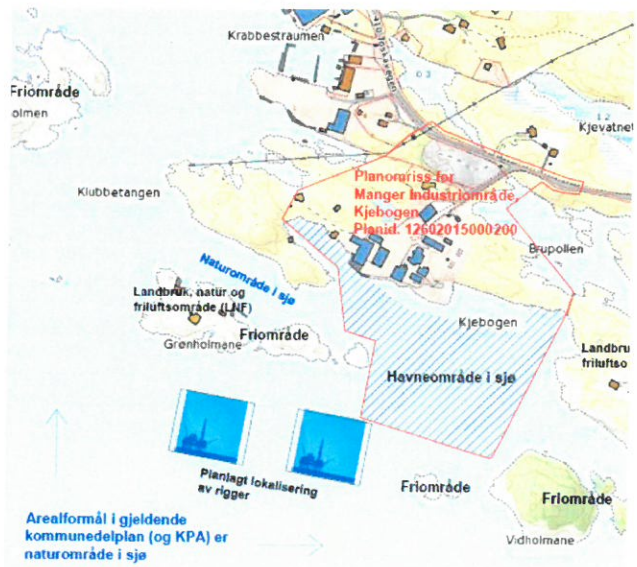 Krabbestraumen
Friområde
olmen
Kjevatnet
Planomriss for
Manger Industriområde,
Kjebogen
Planid. 12602015000200
Klubbetangen
Brupollen
Naturområde i sjø
Landbruk, natur og
friluftsområde (LNF)
Kjebogen
Friområde
Grønholmane
Landbru
friluftso
Havneområde i sjø
Planlagt lokalisering
av rigger
Friområde
Friområde
Vidholmane
Arealformål i gjeldende
kommunedelplan (og KPA) er
naturområde i sjø